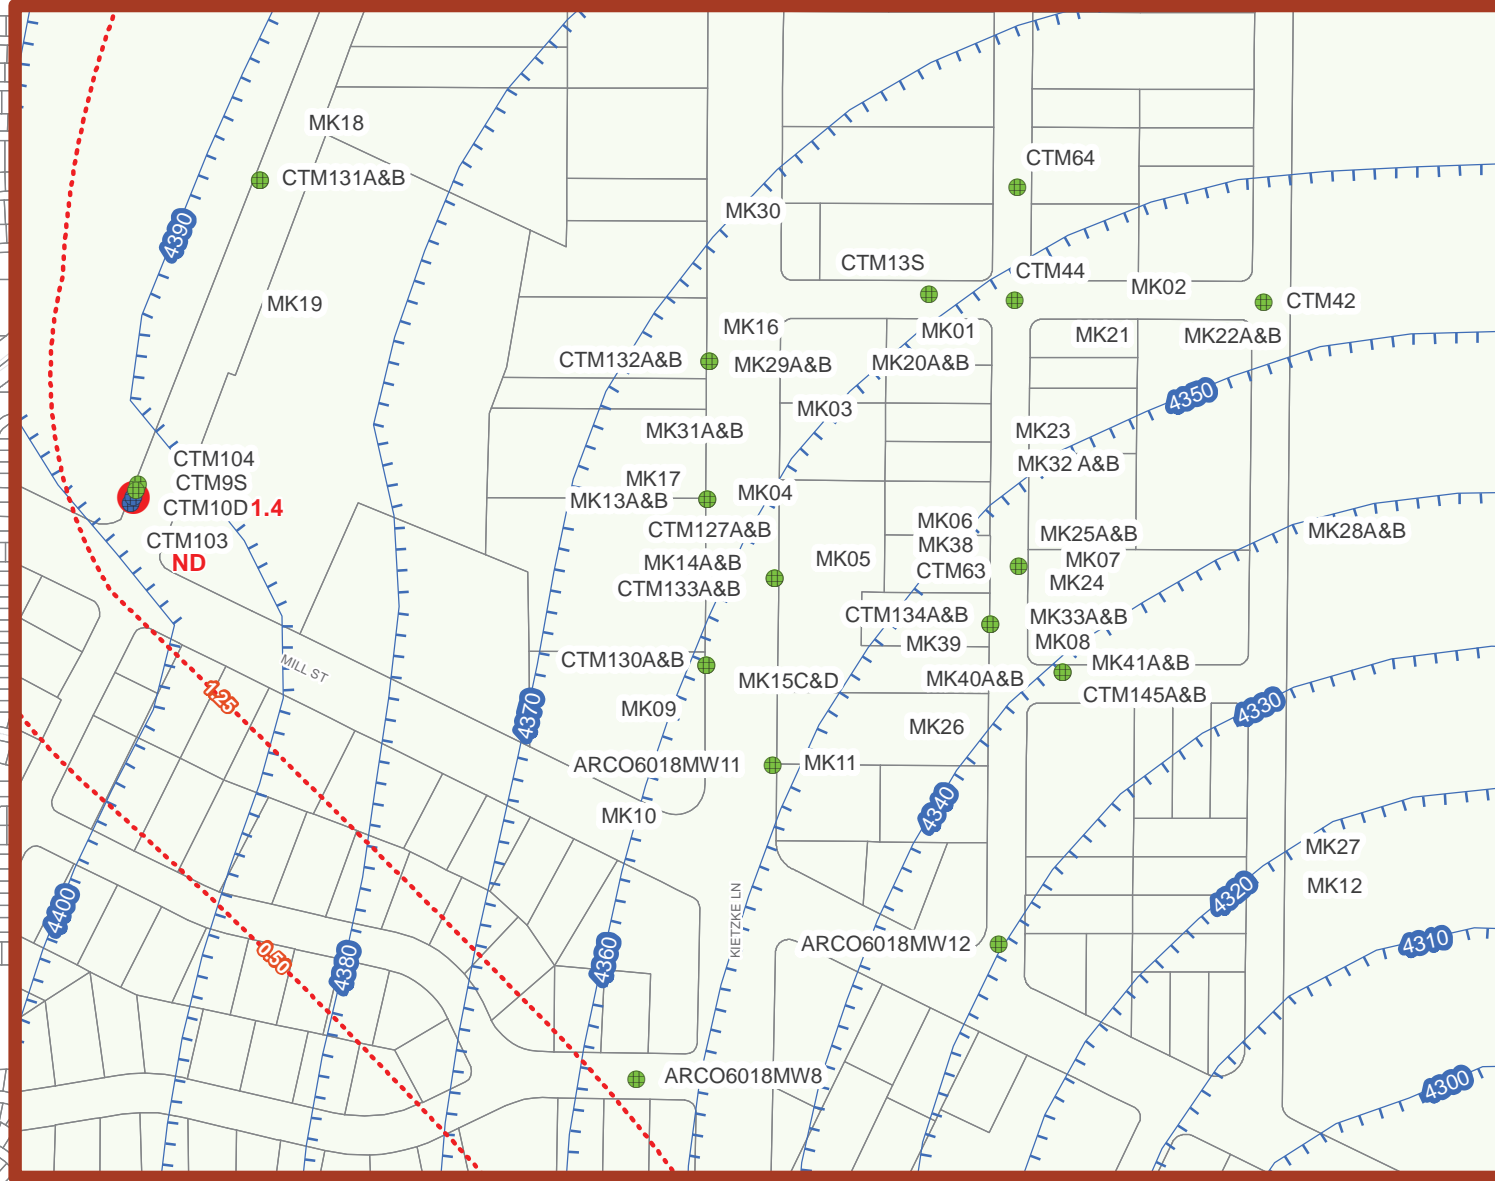 MK18
CTM131A&B
CTM64
MK30
4390
CTM13S
CTM44
MK02
CTM42
MK19
MK16
MK01
MK21
MK22A&B
CTM132A&B
MK29A&B
MK20A&B
4350
MK03
MK31A&B
MK23
CTM104
MK32 A&B
CTM9S
MK17
MK04
MK13A&B
CTM10D 1.4
MK06
CTM127A&B
MK28A&B
MK25A&B
CTM103
MK38
ND
MK14A&B
MK05
MK07
CTM63
MK24
CTM133A&B
CTM134A&B
MK33A&B
MK39
MK08
CTM130A&B
MK41A&B
MILL ST
MK15C&D
MK40A&B
CTM145A&B
1.25
4370
MK09
4330
MK26
ARCO6018MW11
MK11
4340
MK10
MK27
MK12
4320
4400
KIETZKE LN
ARCO6018MW12
4310
0.50
4380
4360
ARCO6018MW8
4300